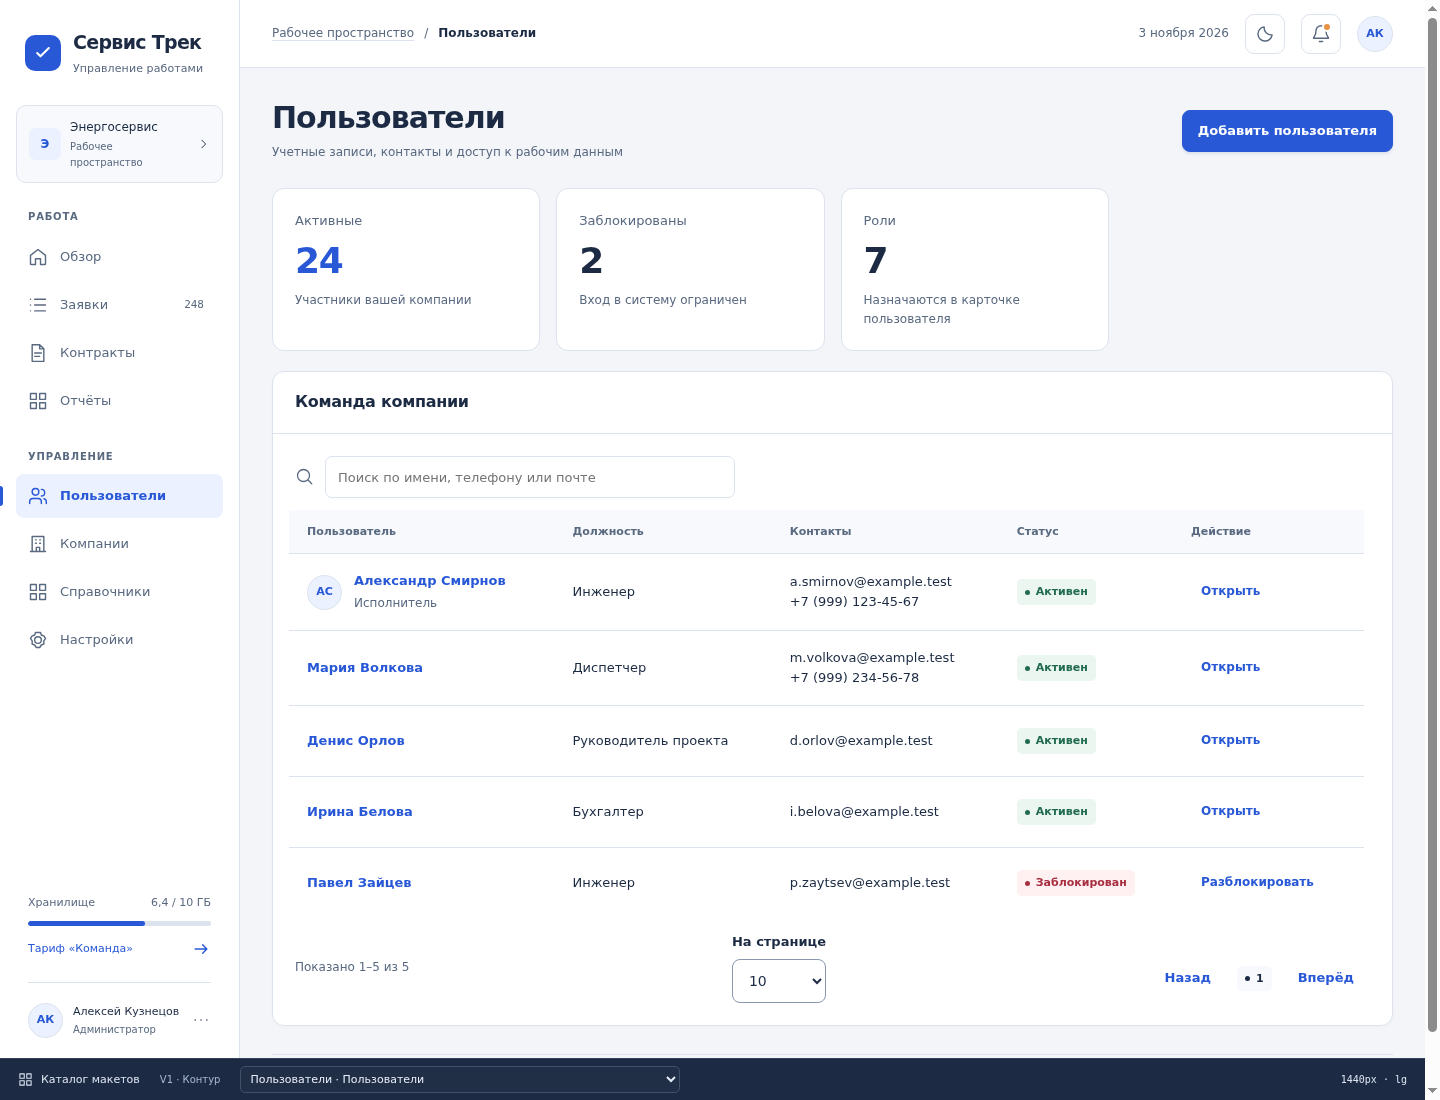 Сервис Трек
Управление работами
Э
Энергосервис
Рабочее
пространство
РАБОТА
Обзор
Заявки 248
Контракты
Отчёты
УПРАВЛЕНИЕ
Пользователи
Компании
Справочники
Настройки
Хранилище 6,4 / 10 ГБ
Тариф «Команда»
АК
Алексей Кузнецов
Администратор
...
Рабочее пространство / Пользователи
3 ноября 2026
АК
Пользователи
Учетные записи, контакты и доступ к рабочим данным
Добавить пользователя
Активные
24
Участники вашей компании
Заблокированы
2
Вход в систему ограничен
Роли
7
Назначаются в карточке
пользователя
Команда компании
Поиск по имени, телефону или почте
Пользователь Должность Контакты Статус Действие
АС
Александр Смирнов
Исполнитель
Инженер
a.smirnov@example.test
+7 (999) 123-45-67
Активен
Открыть
Мария Волкова
Диспетчер
m.volkova@example.test
+7 (999) 234-56-78
Активен
Открыть
Денис Орлов Руководитель проекта d.orlov@example.test Активен Открыть
Ирина Белова Бухгалтер i.belova@example.test Активен Открыть
Павел Зайцев Инженер p.zaytsev@example.test Заблокирован Разблокировать
Показано 1–5 из 5
На странице
10
Назад 1 Вперёд
Каталог макетов V1 · Контур Пользователи · Пользователи 1440px · lg